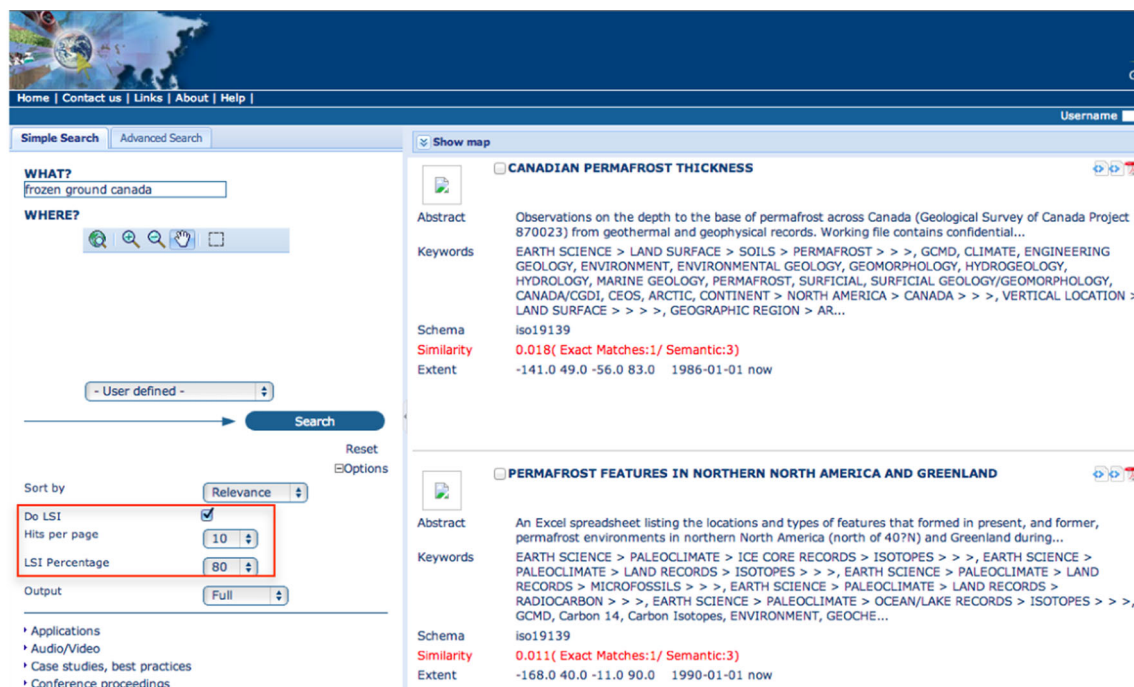 Home | Contact us | Links | About | Help |
Username
Simple Search
Advanced Search
WHAT?
frozen ground canada
WHERE?
- User defined -
Search
Reset
Options
Sort by
Relevance
Do LSI
Hits per page
10
LSI Percentage
80
Output
Full
Applications
Audio/Video
Case studies, best practices
Conference proceedings
Show map
CANADIAN PERMAFROST THICKNESS
Abstract
Observations on the depth to the base of permafrost across Canada (Geological Survey of Canada Project
870023) from geothermal and geophysical records. Working file contains confidential...
Keywords
EARTH SCIENCE > LAND SURFACE > SOILS > PERMAFROST > > >, GCMD, CLIMATE, ENGINEERING
GEOLOGY, ENVIRONMENT, ENVIRONMENTAL GEOLOGY, GEOMORPHOLOGY, HYDROGEOLOGY,
HYDROLOGY, MARINE GEOLOGY, PERMAFROST, SURFICIAL, SURFICIAL GEOLOGY/GEOMORPHOLOGY,
CANADA/CGDI, CEOS, ARCTIC, CONTINENT > NORTH AMERICA > CANADA > > >, VERTICAL LOCATION >
LAND SURFACE > > > >, GEOGRAPHIC REGION > AR...
Schema
iso19139
Similarity
0.018( Exact Matches:1/ Semantic:3)
Extent
-141.0 49.0 -56.0 83.0 1986-01-01 now
PERMAFROST FEATURES IN NORTHERN NORTH AMERICA AND GREENLAND
Abstract
An Excel spreadsheet listing the locations and types of features that formed in present, and former,
permafrost environments in northern North America (north of 40?N) and Greenland during...
Keywords
EARTH SCIENCE > PALEOCLIMATE > ICE CORE RECORDS > ISOTOPES > > >, EARTH SCIENCE >
PALEOCLIMATE > LAND RECORDS > ISOTOPES > > >, EARTH SCIENCE > PALEOCLIMATE > LAND
RECORDS > MICROFOSSILS > > >, EARTH SCIENCE > PALEOCLIMATE > LAND RECORDS >
RADIOCARBON > > >, EARTH SCIENCE > PALEOCLIMATE > OCEAN/LAKE RECORDS > ISOTOPES > > >,
GCMD, Carbon 14, Carbon Isotopes, ENVIRONMENT, GEOCHE...
Schema
iso19139
Similarity
0.011( Exact Matches:1/ Semantic:3)
Extent
-168.0 40.0 -11.0 90.0 1990-01-01 now